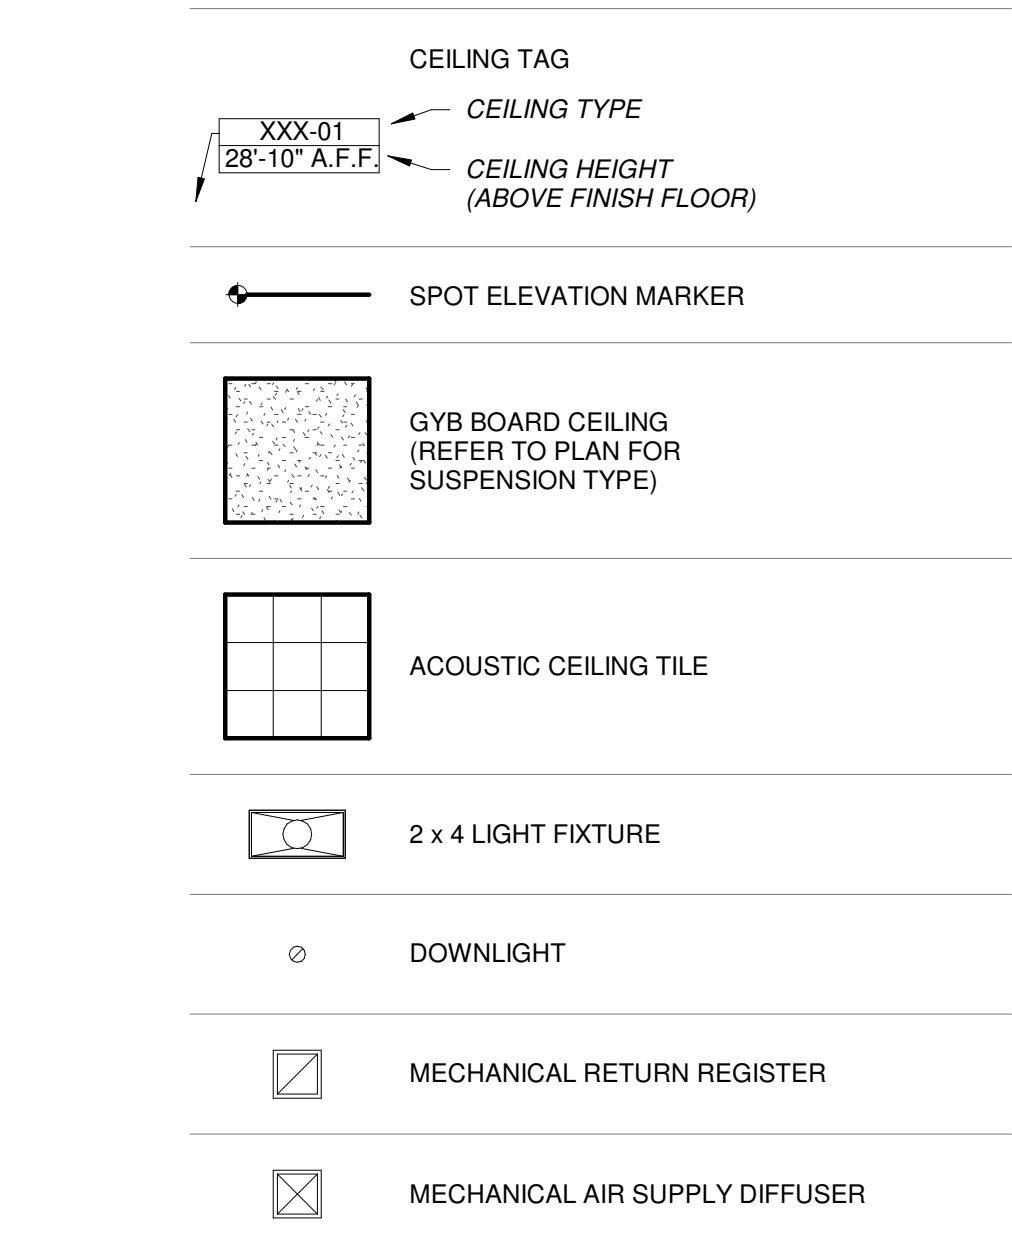 CEILING TAG
CEILING TYPE
XXX-01
28'-10" A.F.F.
CEILING HEIGHT
(ABOVE FINISH FLOOR)
SPOT ELEVATION MARKER
GYB BOARD CEILING
(REFER TO PLAN FOR
SUSPENSION TYPE)
ACOUSTIC CEILING TILE
2 x 4 LIGHT FIXTURE
DOWNLIGHT
MECHANICAL RETURN REGISTER
MECHANICAL AIR SUPPLY DIFFUSER